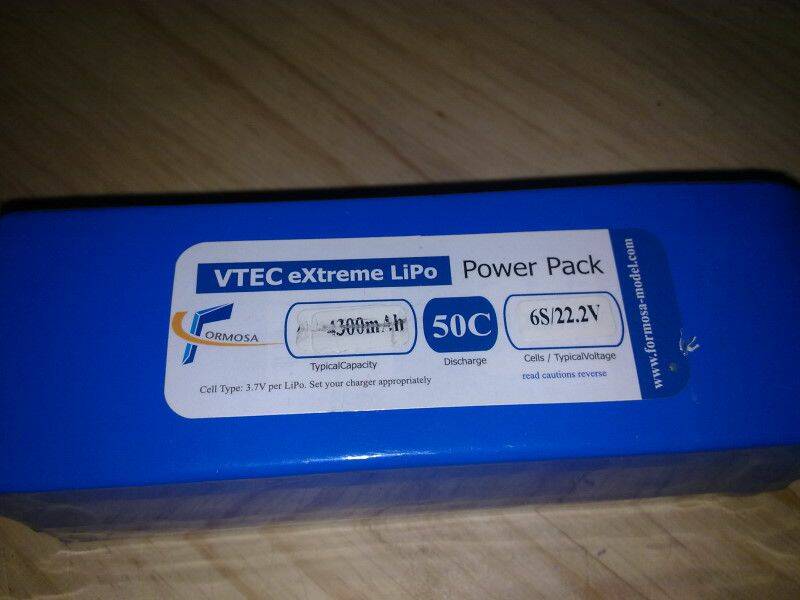 VTEC eXtreme LiPo Power Pack
FORMOSA
4300mAh
50C
6S/22.2V
TypicalCapacity
Discharge
Cells / TypicalVoltage
Cell Type: 3.7V per LiPo. Set your charger appropriately
read cautions reverse
www.formosa-model.com